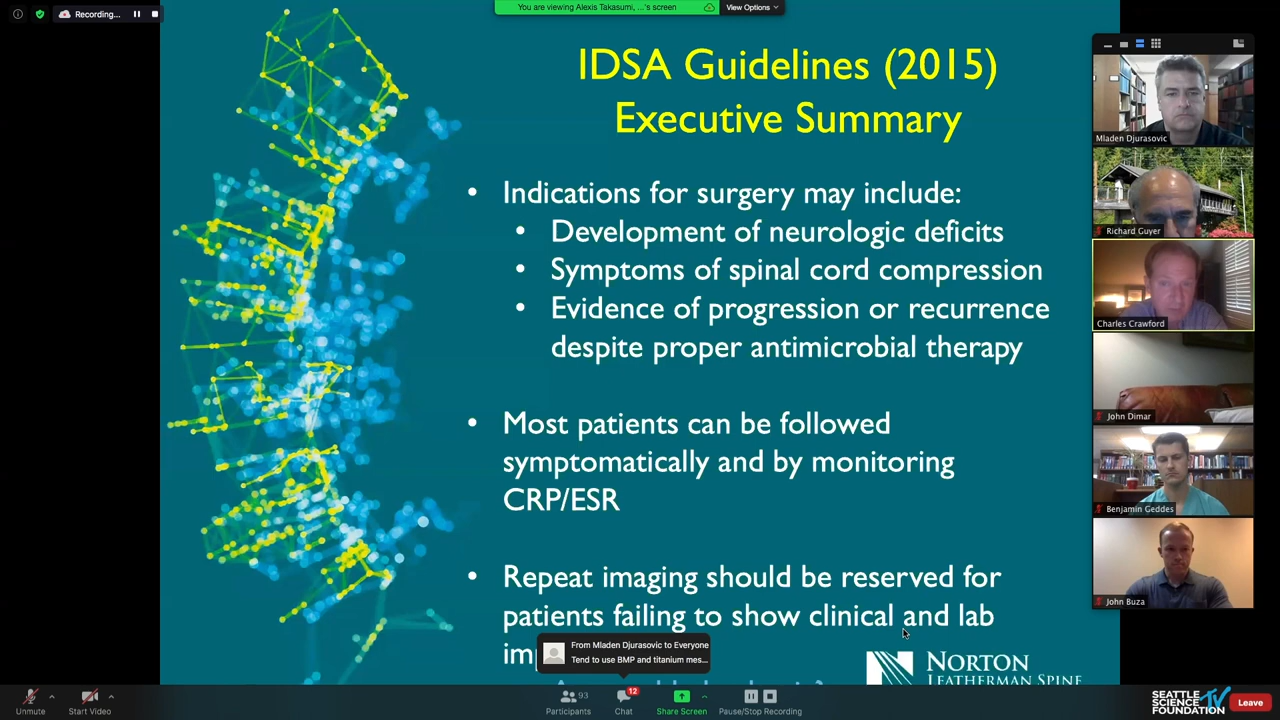 Recording...
You are viewing Alexis Takasumi, ...'s screen
View Options
IDSA Guidelines (2015)
Executive Summary
• Indications for surgery may include:
• Development of neurologic deficits
• Symptoms of spinal cord compression
• Evidence of progression or recurrence
despite proper antimicrobial therapy
• Most patients can be followed
symptomatically and by monitoring
CRP/ESR
• Repeat imaging should be reserved for
patients failing to show clinical and lab
im
From Mladen Djurasovic to Everyone
Tend to use BMP and titanium mes...
NORTON
LEATHERMAN SPINE
Mladen Djurasovic
Richard Guyer
Charles Crawford
John Dimar
Benjamin Geddes
John Buza
Unmute
Start Video
93
Participants
12
Chat
Share Screen
Pause/Stop Recording
SEATTLE
SCIENCE
FOUNDATION
TV
Leave